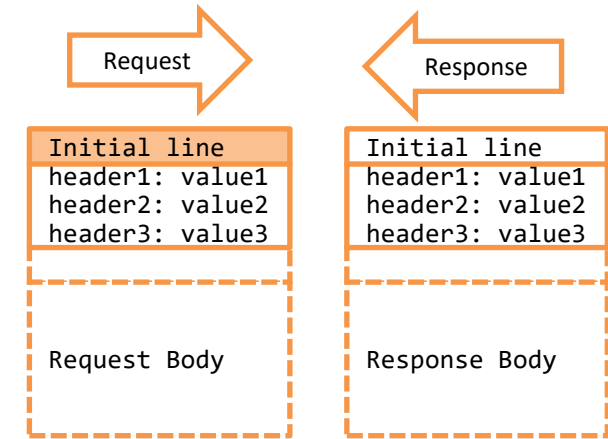 Request
Response
Initial line
header1: value1
header2: value2
header3: value3
Request Body
Initial line
header1: value1
header2: value2
header3: value3
Response Body